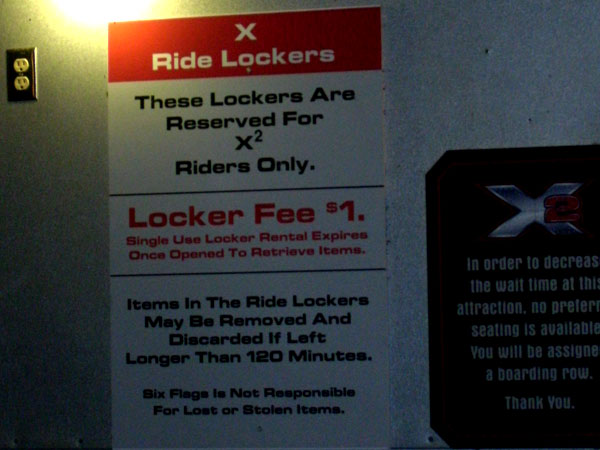 X
Ride Lockers
These Lockers Are
Reserved For
X²
Riders Only.
Locker Fee $1.
Single Use Locker Rental Expires
Once Opened To Retrieve Items.
Items In The Ride Lockers
May Be Removed And
Discarded If Left
Longer Than 120 Minutes.
Six Flags Is Not Responsible
For Lost or Stolen Items.
X2
In order to decreas
the wait time at this
attraction, no preferr
seating is available
You will be assigne
a boarding row.
Thank You.